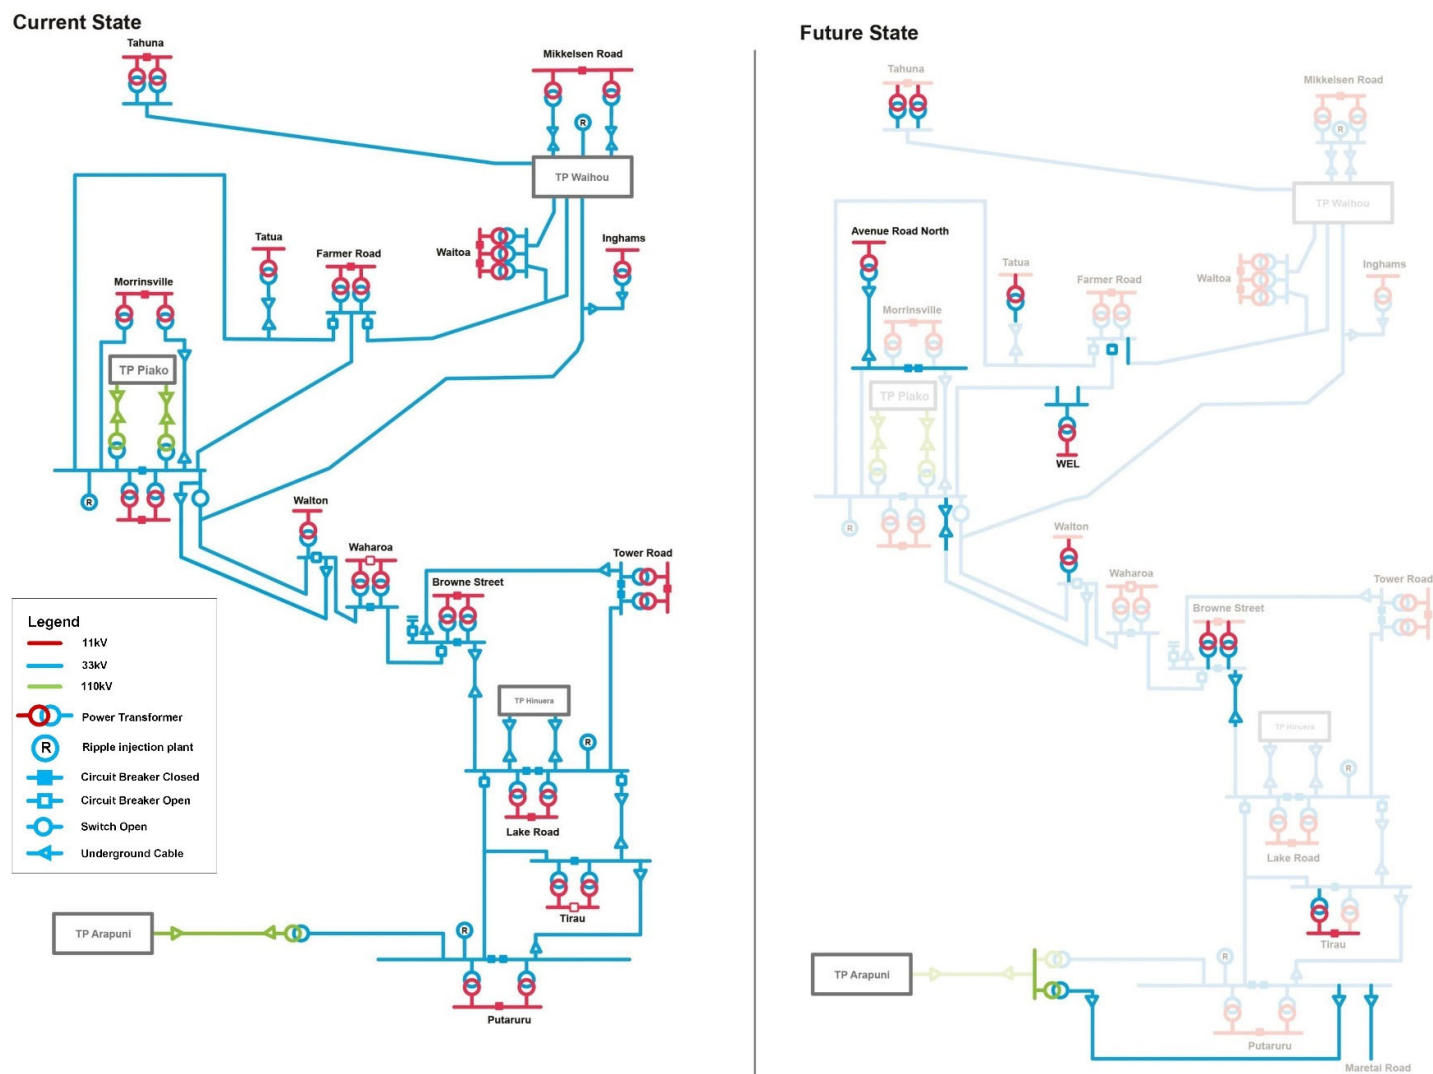 Current State
Tahuna
Mikkelsen Road
R
TP Waihou
Tatua
Farmer Road
Waitoa
Inghams
Morrinsville
TP Piako
R
Walton
Waharoa
Browne Street
Tower Road
TP Hinuera
R
Lake Road
Tirau
TP Arapuni
R
Putaruru
Legend
11kV
33kV
110kV
Power Transformer
R
Ripple injection plant
Circuit Breaker Closed
Circuit Breaker Open
Switch Open
Underground Cable
Future State
Tahuna
Mikkelsen Road
R
TP Waihou
Avenue Road North
Tatua
Farmer Road
Waitoa
Inghams
Morrinsville
TP Piako
WEL
R
Walton
Waharoa
Browne Street
Tower Road
TP Hinuera
R
Lake Road
Tirau
TP Arapuni
R
Putaruru
Maretai Road